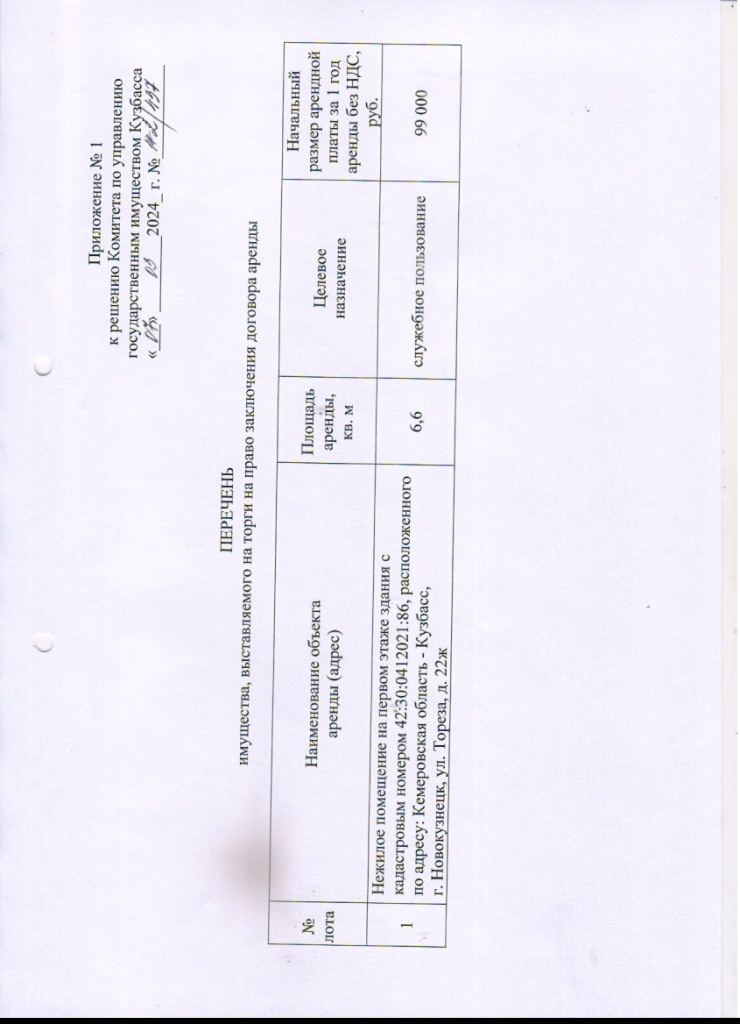 Приложение № 1
к решению Комитета по управлению
государственным имуществом Кузбасса
« » 2024_ г. №
ПЕРЕЧЕНЬ
имущества, выставляемого на торги на право заключения договора аренды
№
лота
Наименование объекта
аренды (адрес)
Площадь
аренды,
кв. м
Целевое
назначение
Начальный
размер арендной
платы за 1 год
аренды без НДС,
руб.
1
Нежилое помещение на первом этаже здания с
кадастровым номером 42:30:0412021:86, расположенного
по адресу: Кемеровская область - Кузбасс,
г. Новокузнецк, ул. Тореза, д. 22ж
6,6
служебное пользование
99 000